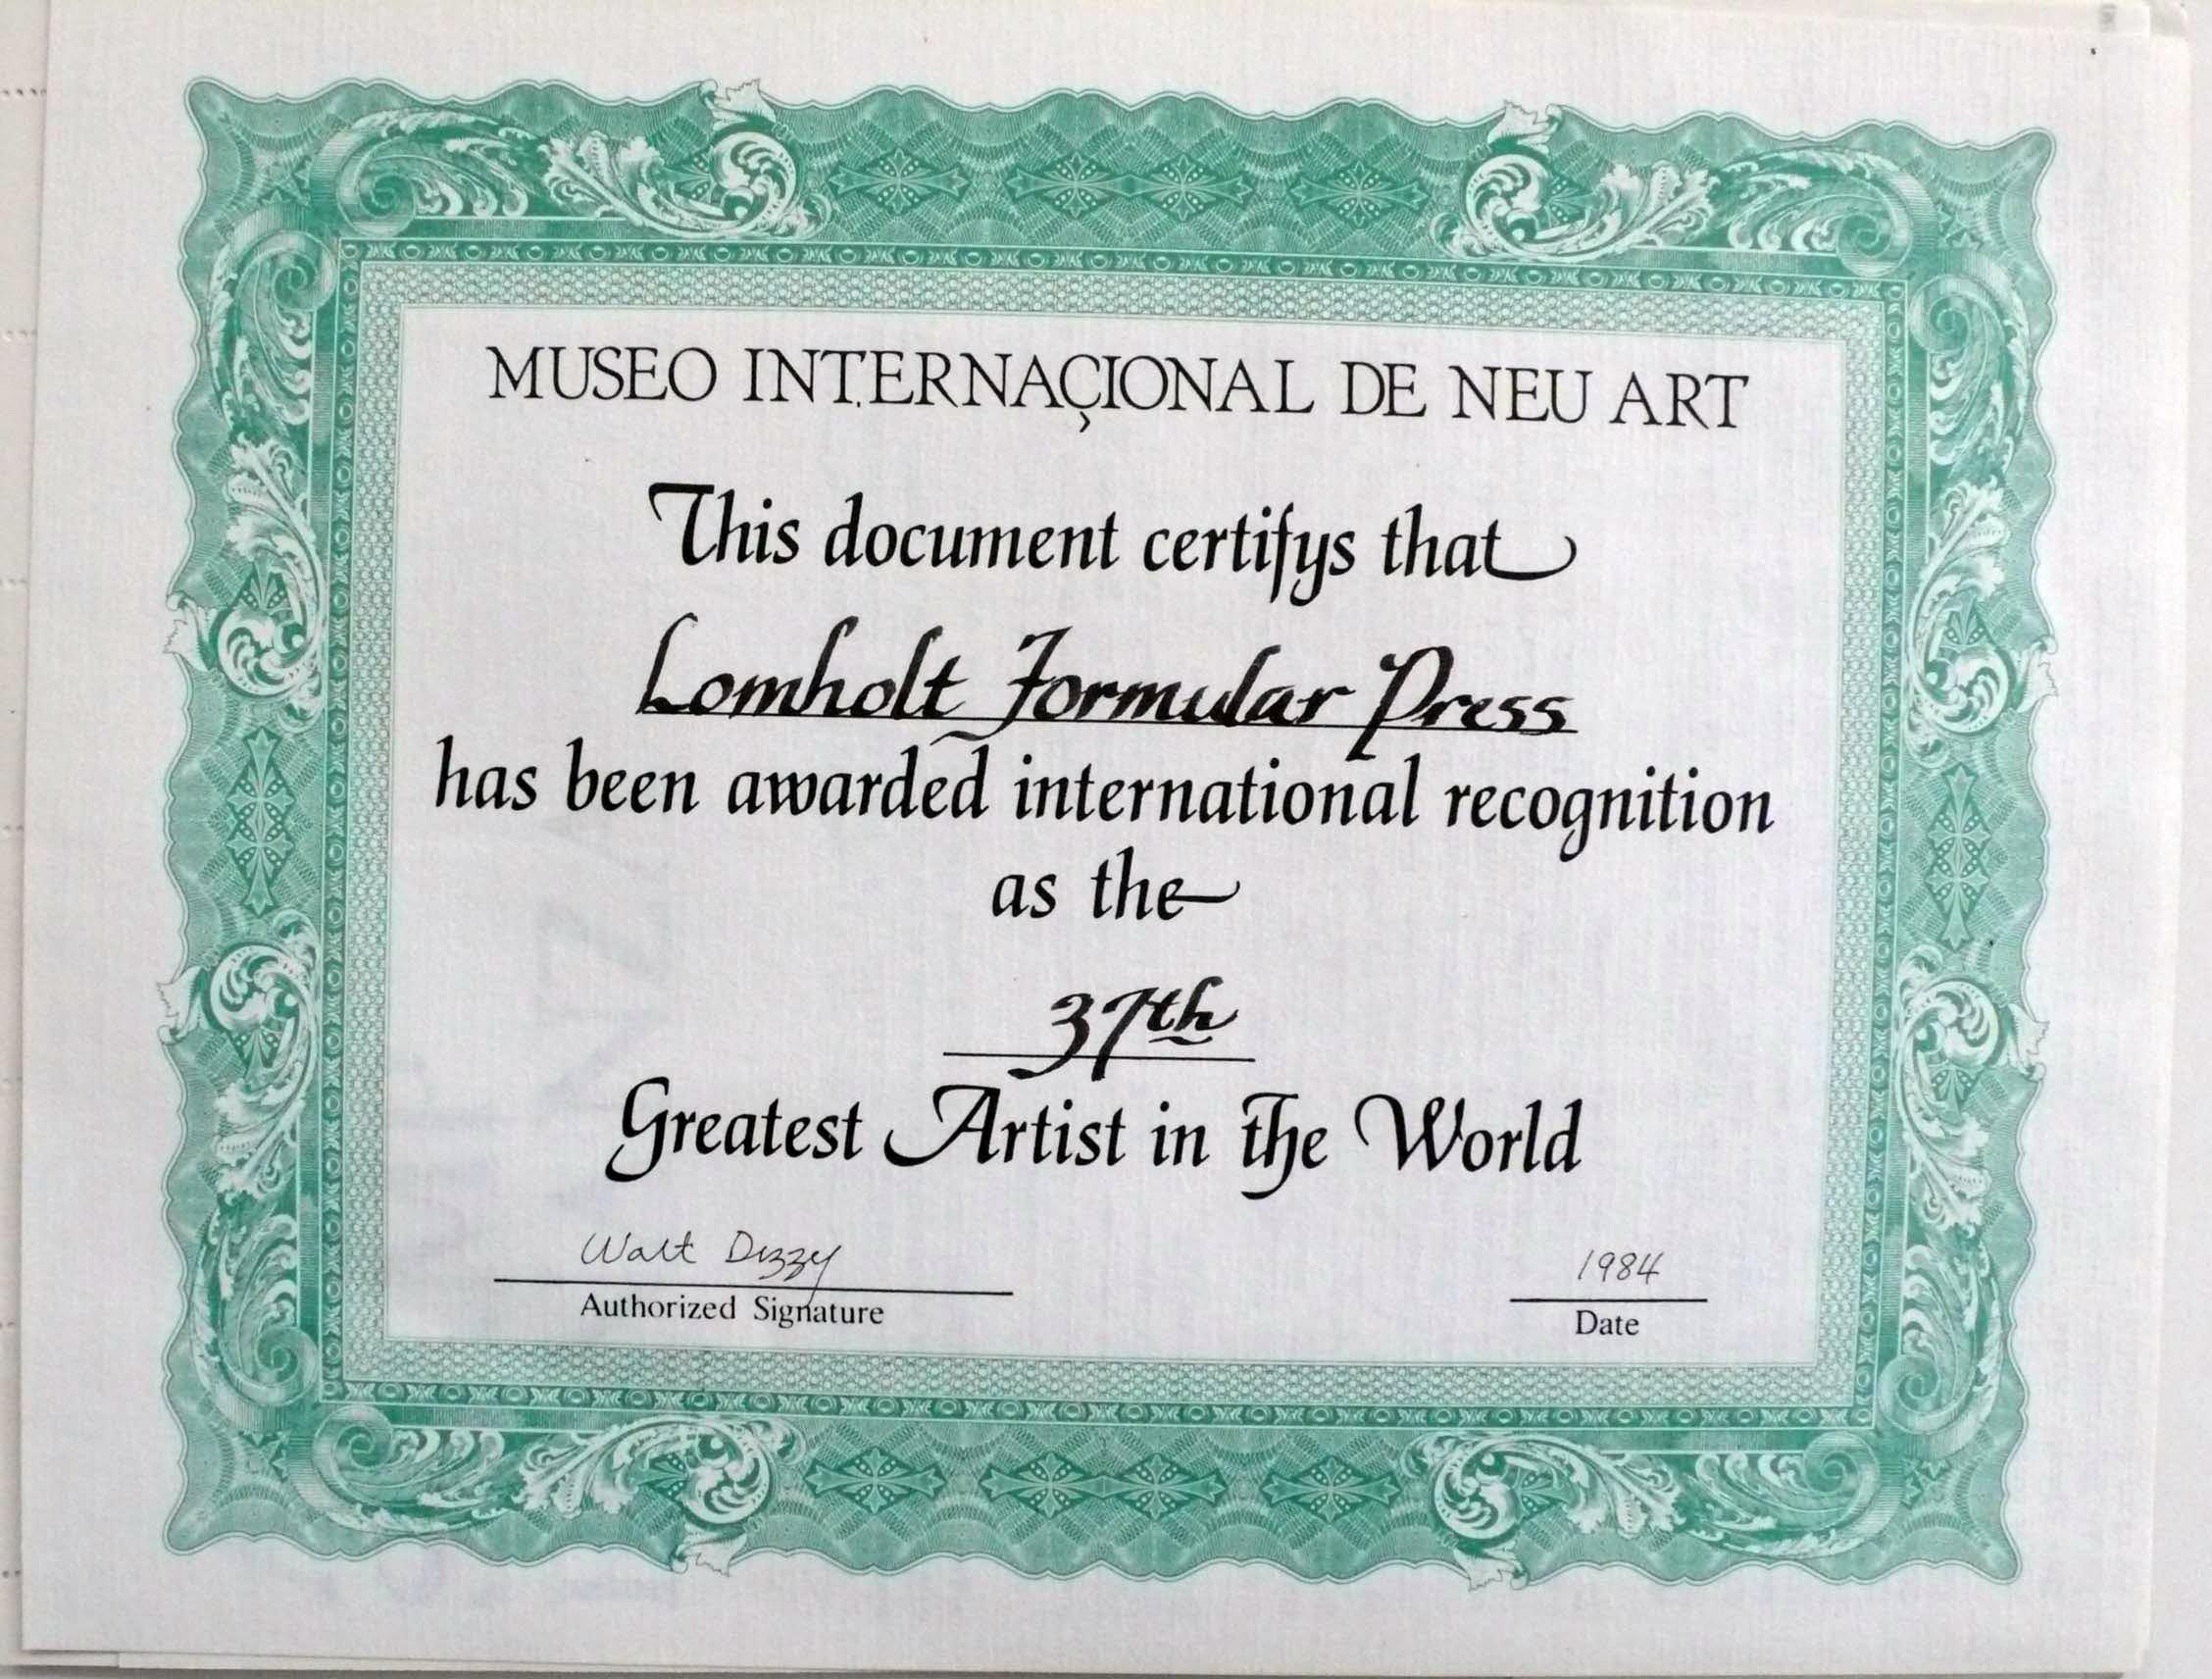 MUSEO INTERNAÇIONAL DE NEU ART
This document certifys that
Lomholt Formular Press
has been awarded international recognition
as the
37th
Greatest Artist in the World
Walt Dizzy
1984
Authorized Signature
Date